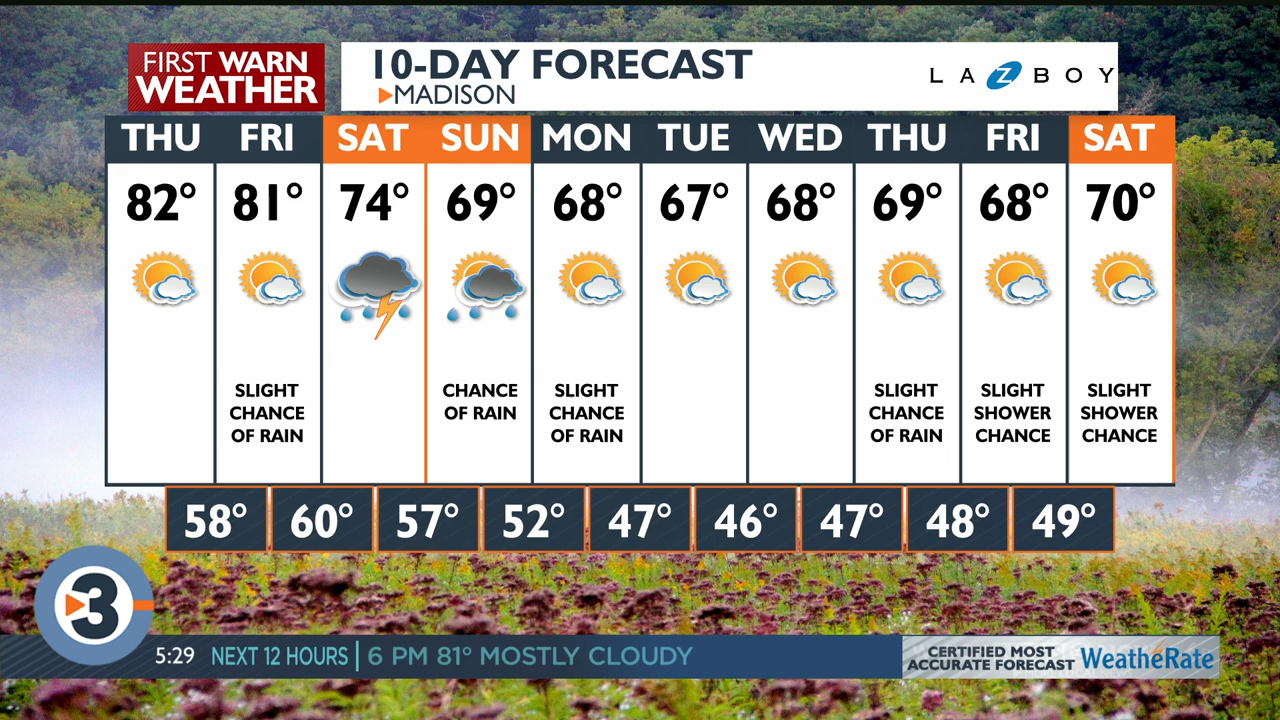 FIRST WARN
WEATHER
10-DAY FORECAST
MADISON
LA Z BOY
THU FRI SAT SUN MON TUE WED THU FRI SAT
82° 81° 74° 69° 68° 67° 68° 69° 68° 70°
SLIGHT
CHANCE
OF RAIN
CHANCE
OF RAIN
SLIGHT
CHANCE
OF RAIN
SLIGHT
CHANCE
OF RAIN
SLIGHT
SHOWER
CHANCE
SLIGHT
SHOWER
CHANCE
58° 60° 57° 52° 47° 46° 47° 48° 49°
3
5:29 NEXT 12 HOURS 6 PM 81° MOSTLY CLOUDY
CERTIFIED MOST
ACCURATE FORECAST
WeatheRate